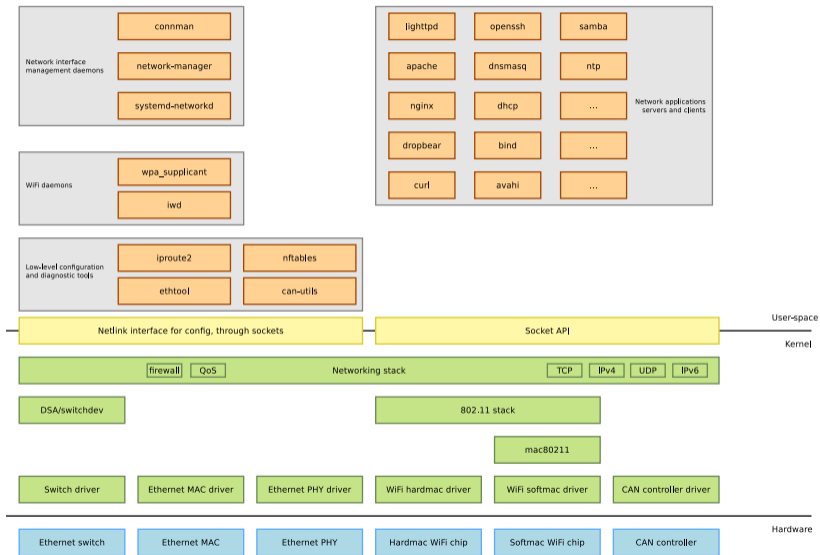 connman
Network interface
management daemons
network-manager
systemd-networkd
lighttpd
openssh
samba
apache
dnsmasq
ntp
nginx
dhcp
...
Network applications
servers and clients
dropbear
bind
...
curl
avahi
...
WiFi daemons
wpa_supplicant
iwd
Low-level configuration
and diagnostic tools
iproute2
nftables
ethtool
can-utils
Netlink interface for config, through sockets
Socket API
User-space
Kernel
firewall
QoS
Networking stack
TCP
IPv4
UDP
IPv6
DSA/switchdev
802.11 stack
mac80211
Switch driver
Ethernet MAC driver
Ethernet PHY driver
WiFi hardmac driver
WiFi softmac driver
CAN controller driver
Hardware
Ethernet switch
Ethernet MAC
Ethernet PHY
Hardmac WiFi chip
Softmac WiFi chip
CAN controller